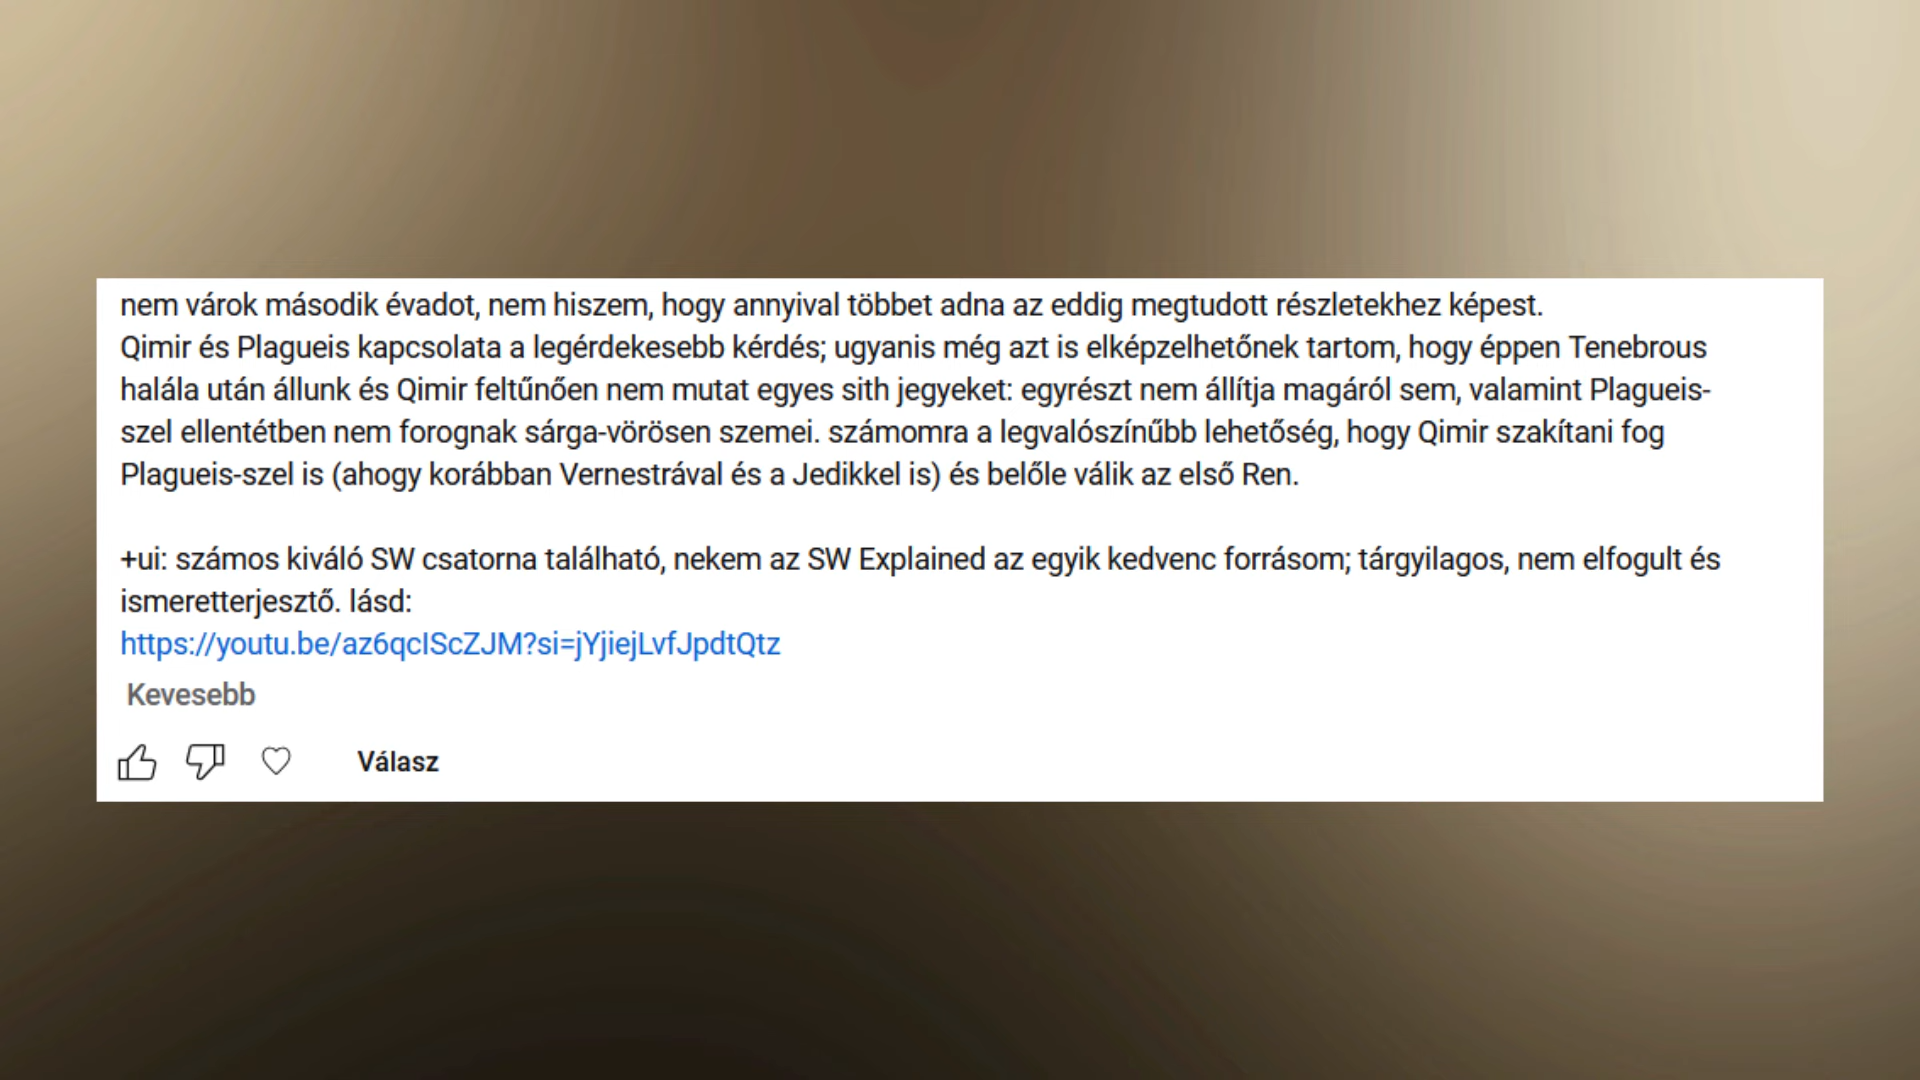 nem várok második évadot, nem hiszem, hogy annyival többet adna az eddig megtudott részletekhez képest.
Qimir és Plagueis kapcsolata a legérdekesebb kérdés; ugyanis még azt is elképzelhetőnek tartom, hogy éppen Tenebrous
halála után állunk és Qimir feltűnően nem mutat egyes sith jegyeket: egyrészt nem állítja magáról sem, valamint Plagueis-
szel ellentétben nem forognak sárga-vörösen szemei. számomra a legvalószínűbb lehetőség, hogy Qimir szakítani fog
Plagueis-szel is (ahogy korábban Vernestrával és a Jedikkel is) és belőle válik az első Ren.
+ui: számos kiváló SW csatorna található, nekem az SW Explained az egyik kedvenc forrásom; tárgyilagos, nem elfogult és
ismeretterjesztő. lásd:
https://youtu.be/az6qcIScZJM?si=jYjiejLvfJpdtQtz
Kevesebb
Válasz